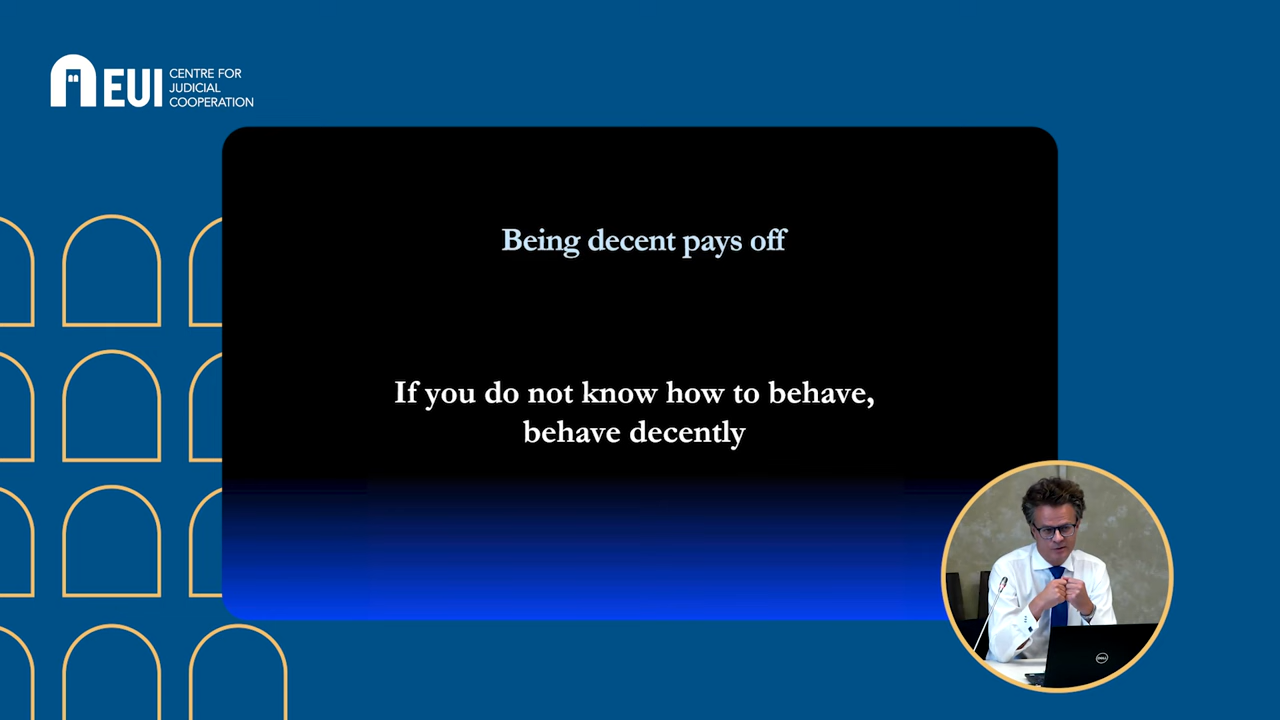 EUI
CENTRE FOR
JUDICIAL
COOPERATION
Being decent pays off
If you do not know how to behave,
behave decently
DELL